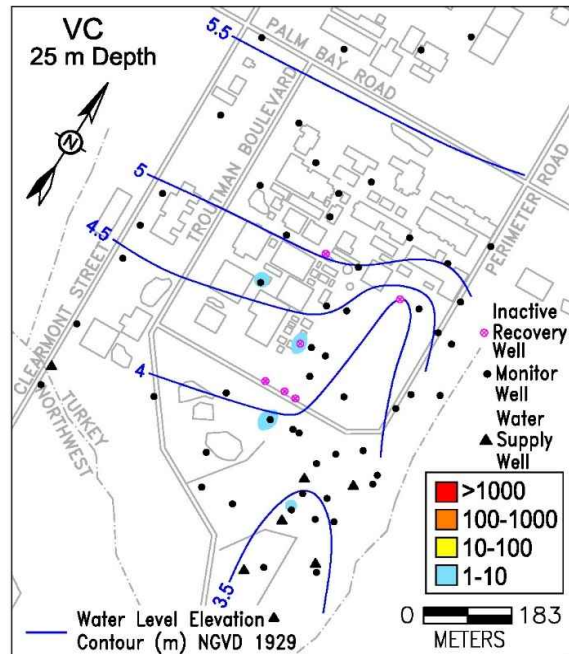 VC
25 m Depth
N
5.5
PALM BAY ROAD
TROUTMAN BOULEVARD
PERIMETER ROAD
5
4.5
CLEARMONT STREET
4
TURKEY
NORTHWEST
3.5
Inactive
Recovery
Well
Monitor
Well
Water
Supply
Well
>1000
100-1000
10-100
1-10
Water Level Elevation
Contour (m) NGVD 1929
0 183
METERS